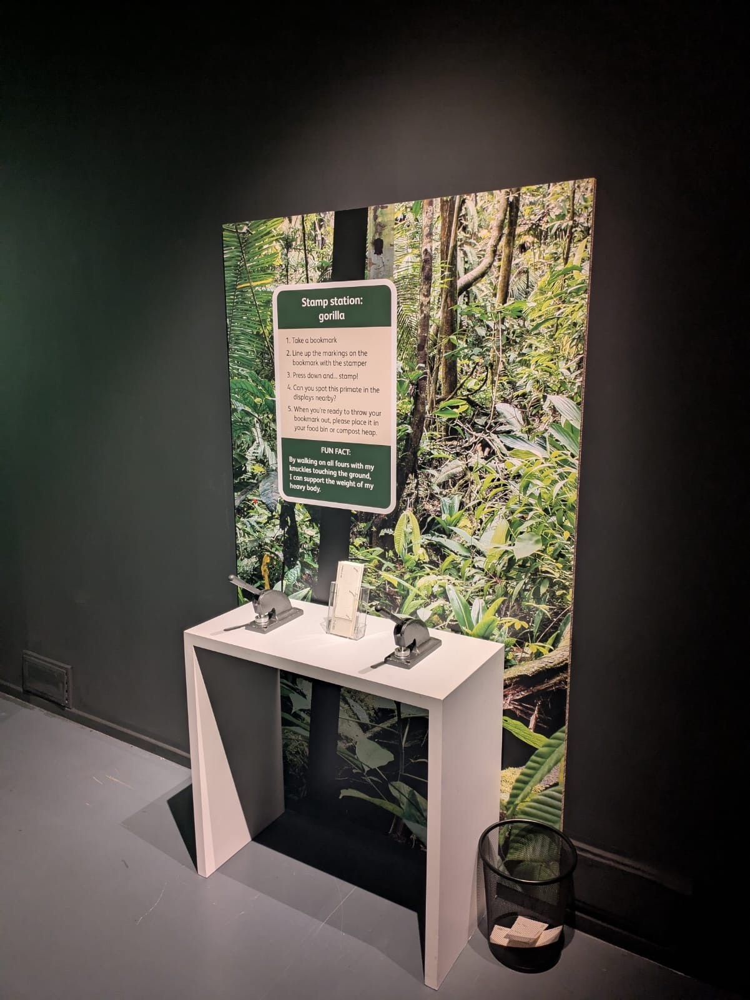 Stamp station:
gorilla
1. Take a bookmark
2. Line up the markings on the
bookmark with the stamper
3. Press down and... stamp!
4. Can you spot this primate in the
displays nearby?
5. When you're ready to throw your
bookmark out, please place it in
your food bin or compost heap.
FUN FACT:
By walking on all fours with my
knuckles touching the ground,
I can support the weight of my
heavy body.